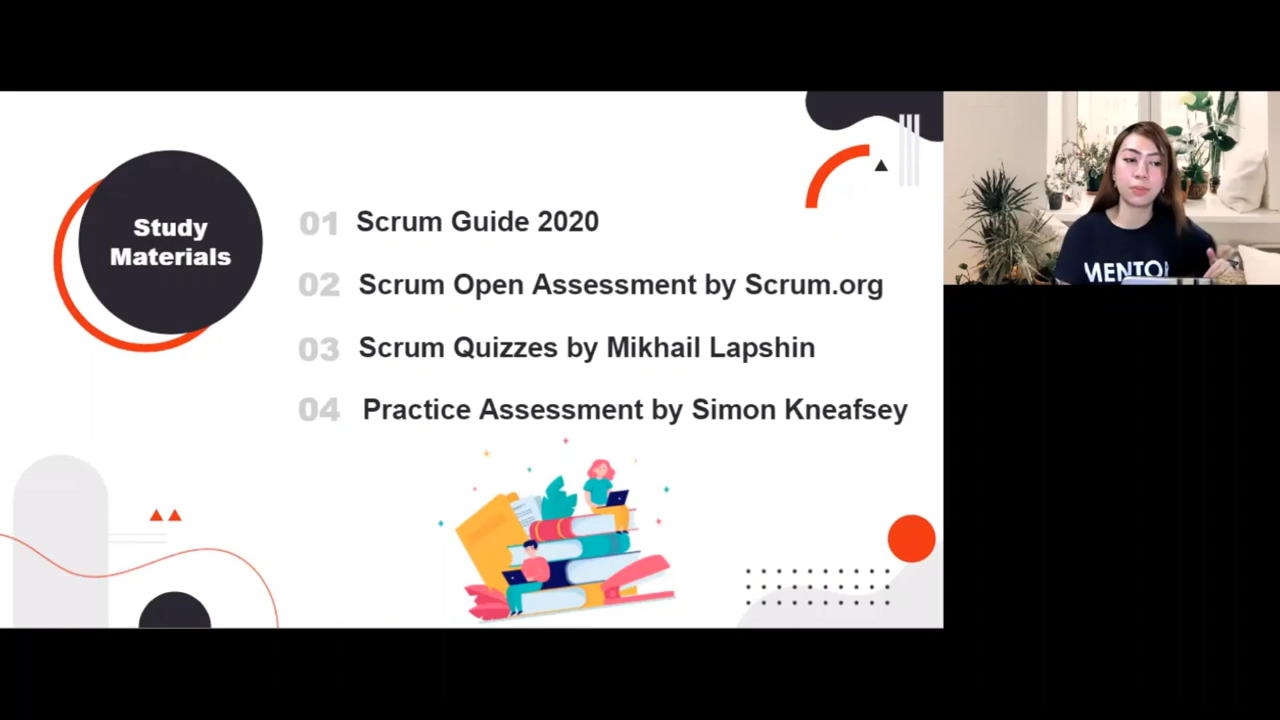 Study
Materials
01 Scrum Guide 2020
02 Scrum Open Assessment by Scrum.org
03 Scrum Quizzes by Mikhail Lapshin
04 Practice Assessment by Simon Kneafsey
MENTOR